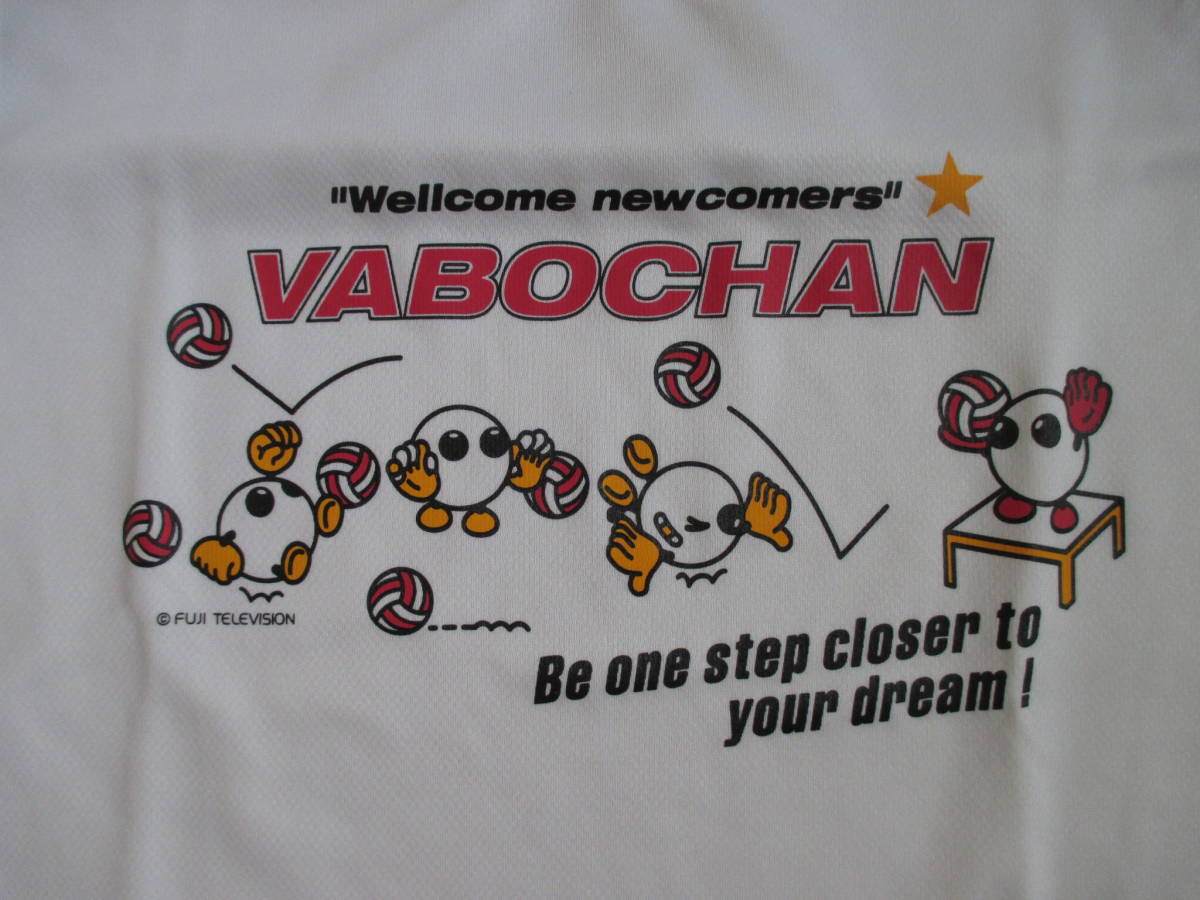 "Wellcome newcomers"
VABOCHAN
© FUJI TELEVISION
Be one step closer to
your dream!